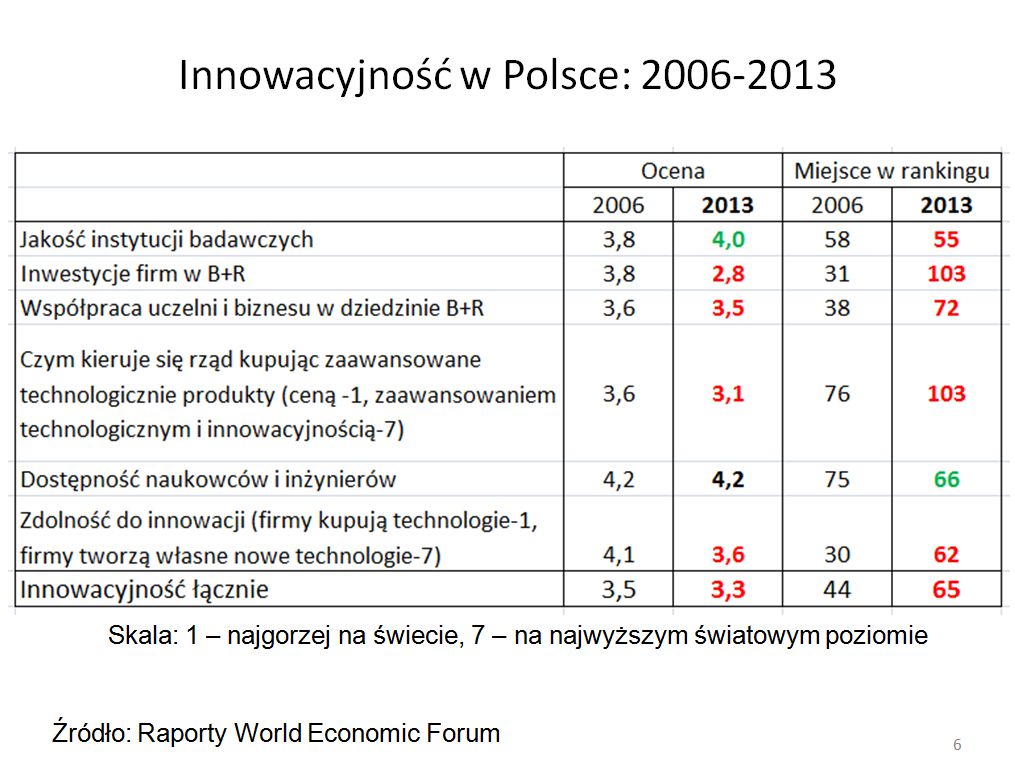 Innowacyjność w Polsce: 2006-2013
Ocena Miejsce w rankingu
2006 2013 2006 2013
Jakość instytucji badawczych 3,8 4,0 58 55
Inwestycje firm w B+R 3,8 2,8 31 103
Współpraca uczelni i biznesu w dziedzinie B+R 3,6 3,5 38 72
Czym kieruje się rząd kupując zaawansowane
technologicznie produkty (ceną -1, zaawansowaniem 3,6 3,1 76 103
technologicznym i innowacyjnością-7)
Dostępność naukowców i inżynierów 4,2 4,2 75 66
Zdolność do innowacji (firmy kupują technologie-1,
firmy tworzą własne nowe technologie-7) 4,1 3,6 30 62
Innowacyjność łącznie 3,5 3,3 44 65
Skala: 1 – najgorzej na świecie, 7 – na najwyższym światowym poziomie
Źródło: Raporty World Economic Forum
6